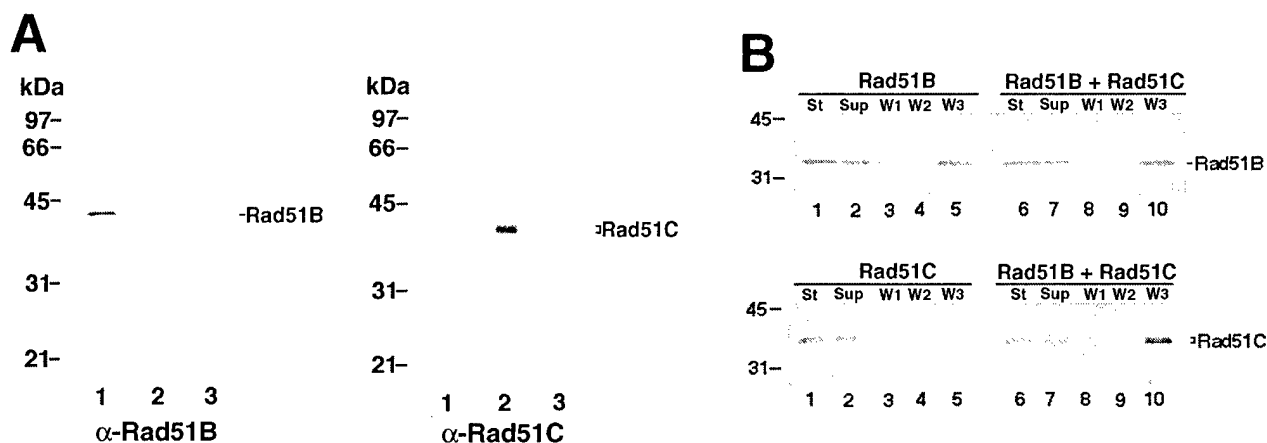 A
kDa
97–
66–
45–
31–
21–
-Rad51B
1 2 3
α-Rad51B
kDa
97–
66–
45–
31–
21–
Rad51C
1 2 3
α-Rad51C
B
Rad51B Rad51B + Rad51C
St Sup W1 W2 W3 St Sup W1 W2 W3
45–
31–
-Rad51B
1 2 3 4 5 6 7 8 9 10
Rad51C Rad51B + Rad51C
St Sup W1 W2 W3 St Sup W1 W2 W3
45–
31–
Rad51C
1 2 3 4 5 6 7 8 9 10